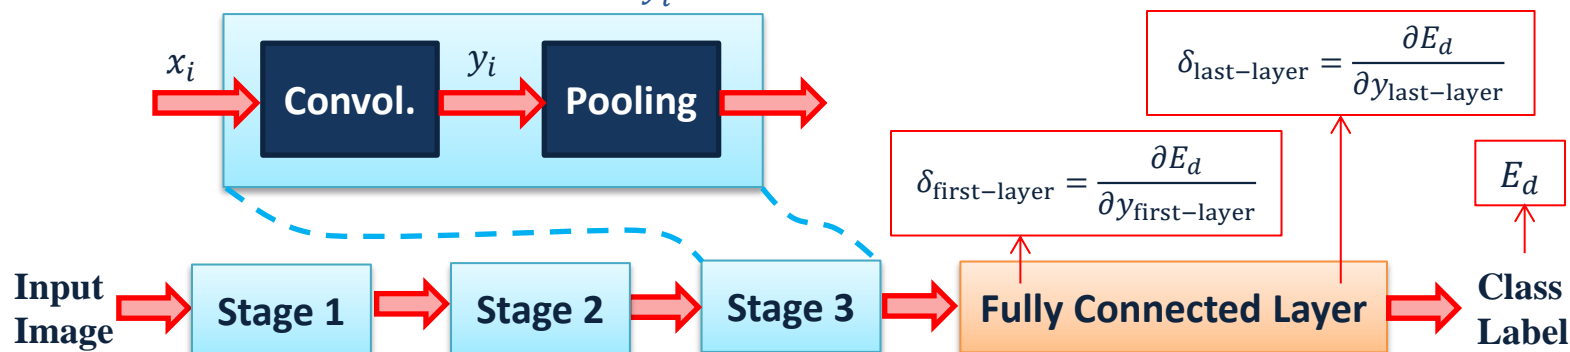 y_i
x_i
Convol.
y_i
Pooling
δ_last−layer = ∂E_d / ∂y_last−layer
δ_first−layer = ∂E_d / ∂y_first−layer
E_d
Input
Image
Stage 1
Stage 2
Stage 3
Fully Connected Layer
Class
Label